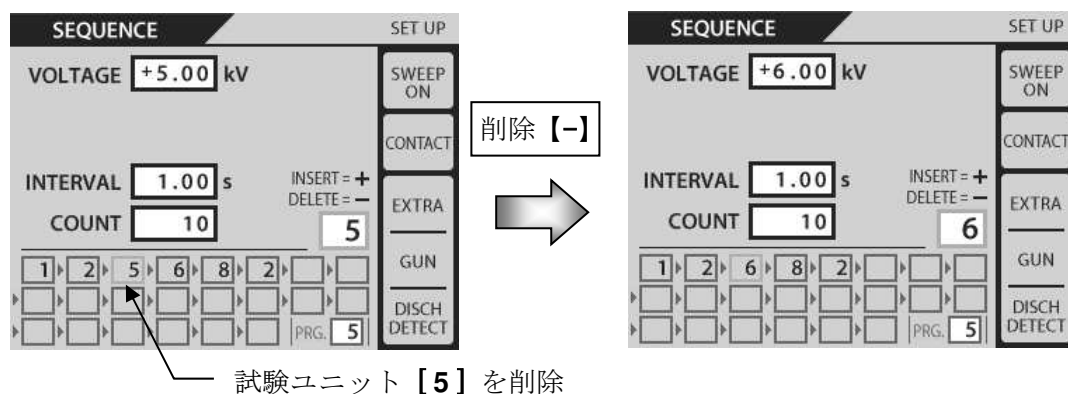 SEQUENCE SET UP
VOLTAGE +5.00 kV
SWEEP ON
CONTACT
INTERVAL 1.00 s
INSERT = +
DELETE = −
COUNT 10
5
EXTRA
GUN
DISCH DETECT
1 2 5 6 8 2
PRG. 5
削除【−】
SEQUENCE SET UP
VOLTAGE +6.00 kV
SWEEP ON
CONTACT
INTERVAL 1.00 s
INSERT = +
DELETE = −
COUNT 10
6
EXTRA
GUN
DISCH DETECT
1 2 6 8 2
PRG. 5
試験ユニット［5］を削除